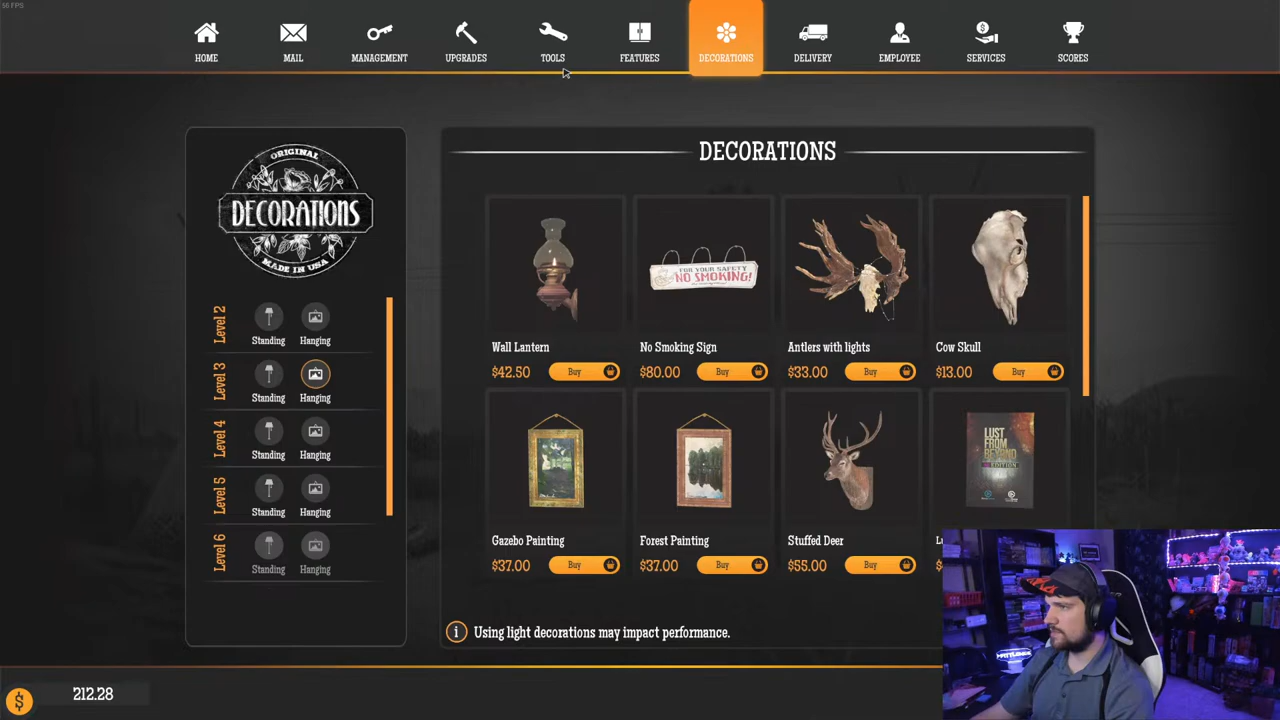 56 FPS
HOME
MAIL
MANAGEMENT
UPGRADES
TOOLS
FEATURES
DECORATIONS
DELIVERY
EMPLOYEE
SERVICES
SCORES
ORIGINAL
DECORATIONS
MADE IN USA
Level 2
Standing
Hanging
Level 3
Standing
Hanging
Level 4
Standing
Hanging
Level 5
Standing
Hanging
Level 6
Standing
Hanging
DECORATIONS
FOR YOUR SAFETY
NO SMOKING!
Wall Lantern
No Smoking Sign
Antlers with lights
Cow Skull
$42.50 Buy
$80.00 Buy
$33.00 Buy
$13.00 Buy
LUST
FROM
BEYOND
EDITION
Gazebo Painting
Forest Painting
Stuffed Deer
$37.00 Buy
$37.00 Buy
$55.00 Buy
Using light decorations may impact performance.
$ 212.28